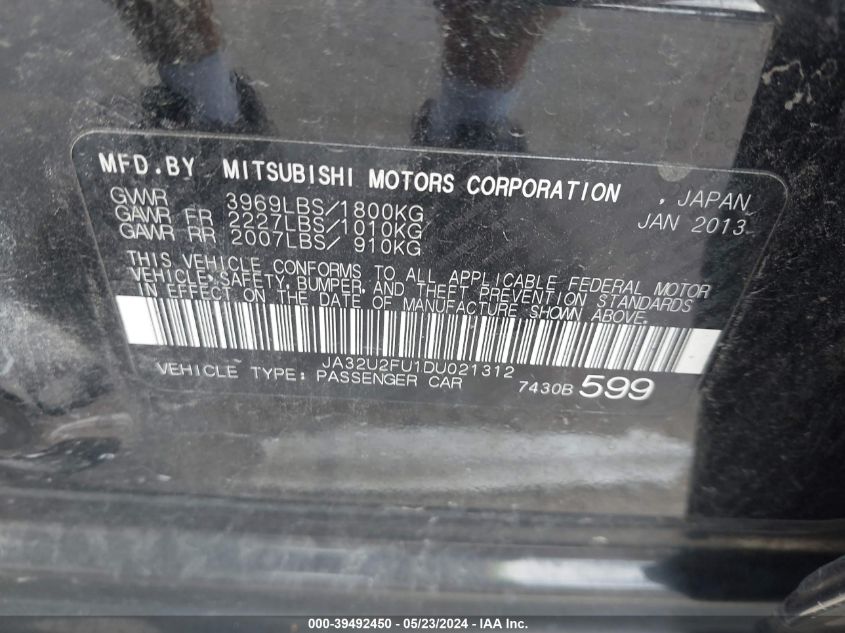 MFD.BY MITSUBISHI MOTORS CORPORATION , JAPAN
GVWR 3969LBS/1800KG JAN 2013
GAWR FR 2227LBS/1010KG
GAWR RR 2007LBS/ 910KG
THIS VEHICLE CONFORMS TO ALL APPLICABLE FEDERAL MOTOR
VEHICLE SAFETY, BUMPER, AND THEFT PREVENTION STANDARDS
IN EFFECT ON THE DATE OF MANUFACTURE SHOWN ABOVE.
JA32U2FU1DU021312
VEHICLE TYPE: PASSENGER CAR 7430B 599
000-39492450 - 05/23/2024 - IAA Inc.